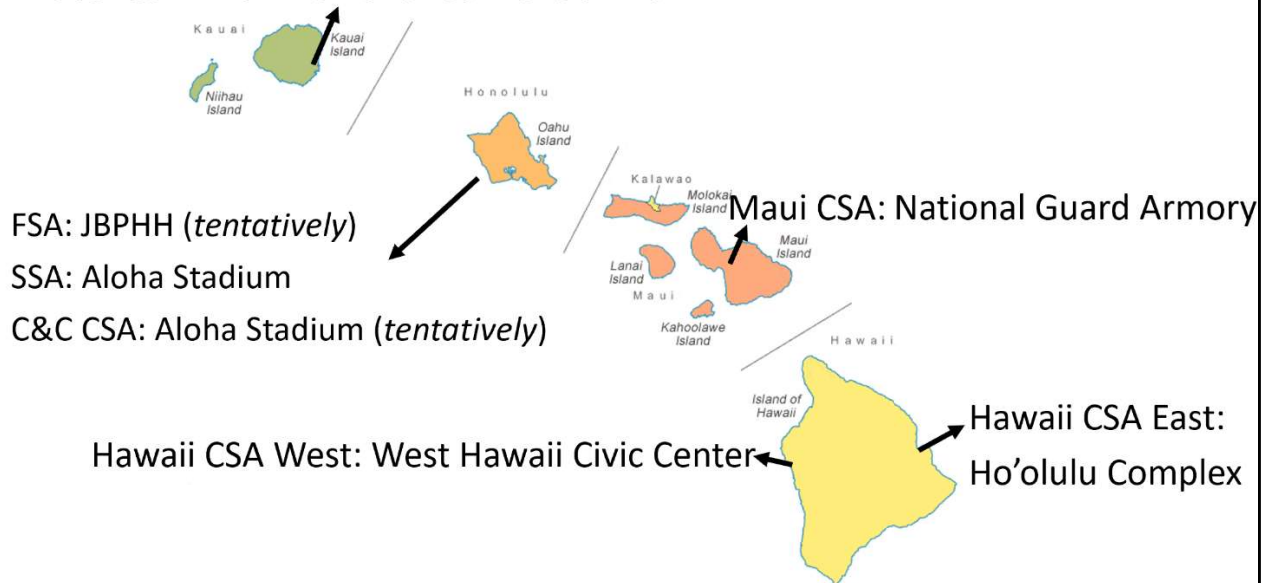 Kauai
Kauai
Island
Niihau
Island
Honolulu
Oahu
Island
Kalawao
Molokai
Island
Maui CSA: National Guard Armory
Maui
Island
Lanai
Island
Maui
Kahoolawe
Island
FSA: JBPHH (tentatively)
SSA: Aloha Stadium
C&C CSA: Aloha Stadium (tentatively)
Hawaii
Island of
Hawaii
Hawaii CSA West: West Hawaii Civic Center
Hawaii CSA East:
Ho’olulu Complex